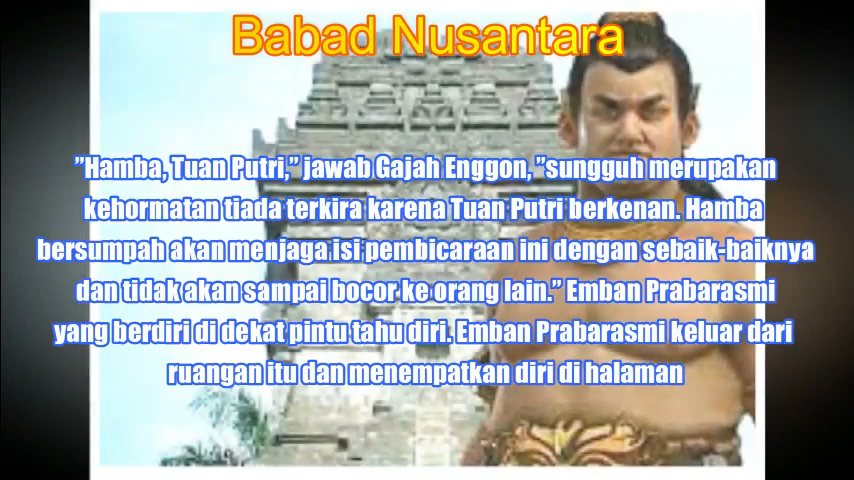 Babad Nusantara
”Hamba, Tuan Putri,” jawab Gajah Enggon, ”sungguh merupakan
kehormatan tiada terkira karena Tuan Putri berkenan. Hamba
bersumpah akan menjaga isi pembicaraan ini dengan sebaik-baiknya
dan tidak akan sampai bocor ke orang lain.” Emban Prabarasmi
yang berdiri di dekat pintu tahu diri. Emban Prabarasmi keluar dari
ruangan itu dan menempatkan diri di halaman